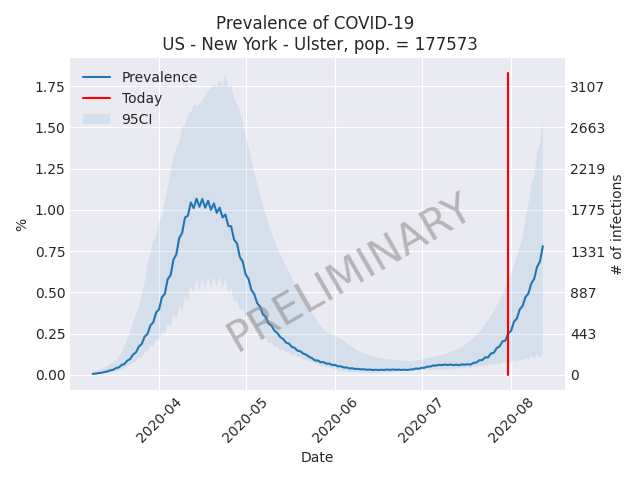 Prevalence of COVID-19
US - New York - Ulster, pop. = 177573
Prevalence
Today
95CI
1.75
1.50
1.25
1.00
0.75
0.50
0.25
0.00
%
3107
2663
2219
1775
1331
887
443
0
# of infections
PRELIMINARY
2020-04
2020-05
2020-06
2020-07
2020-08
Date